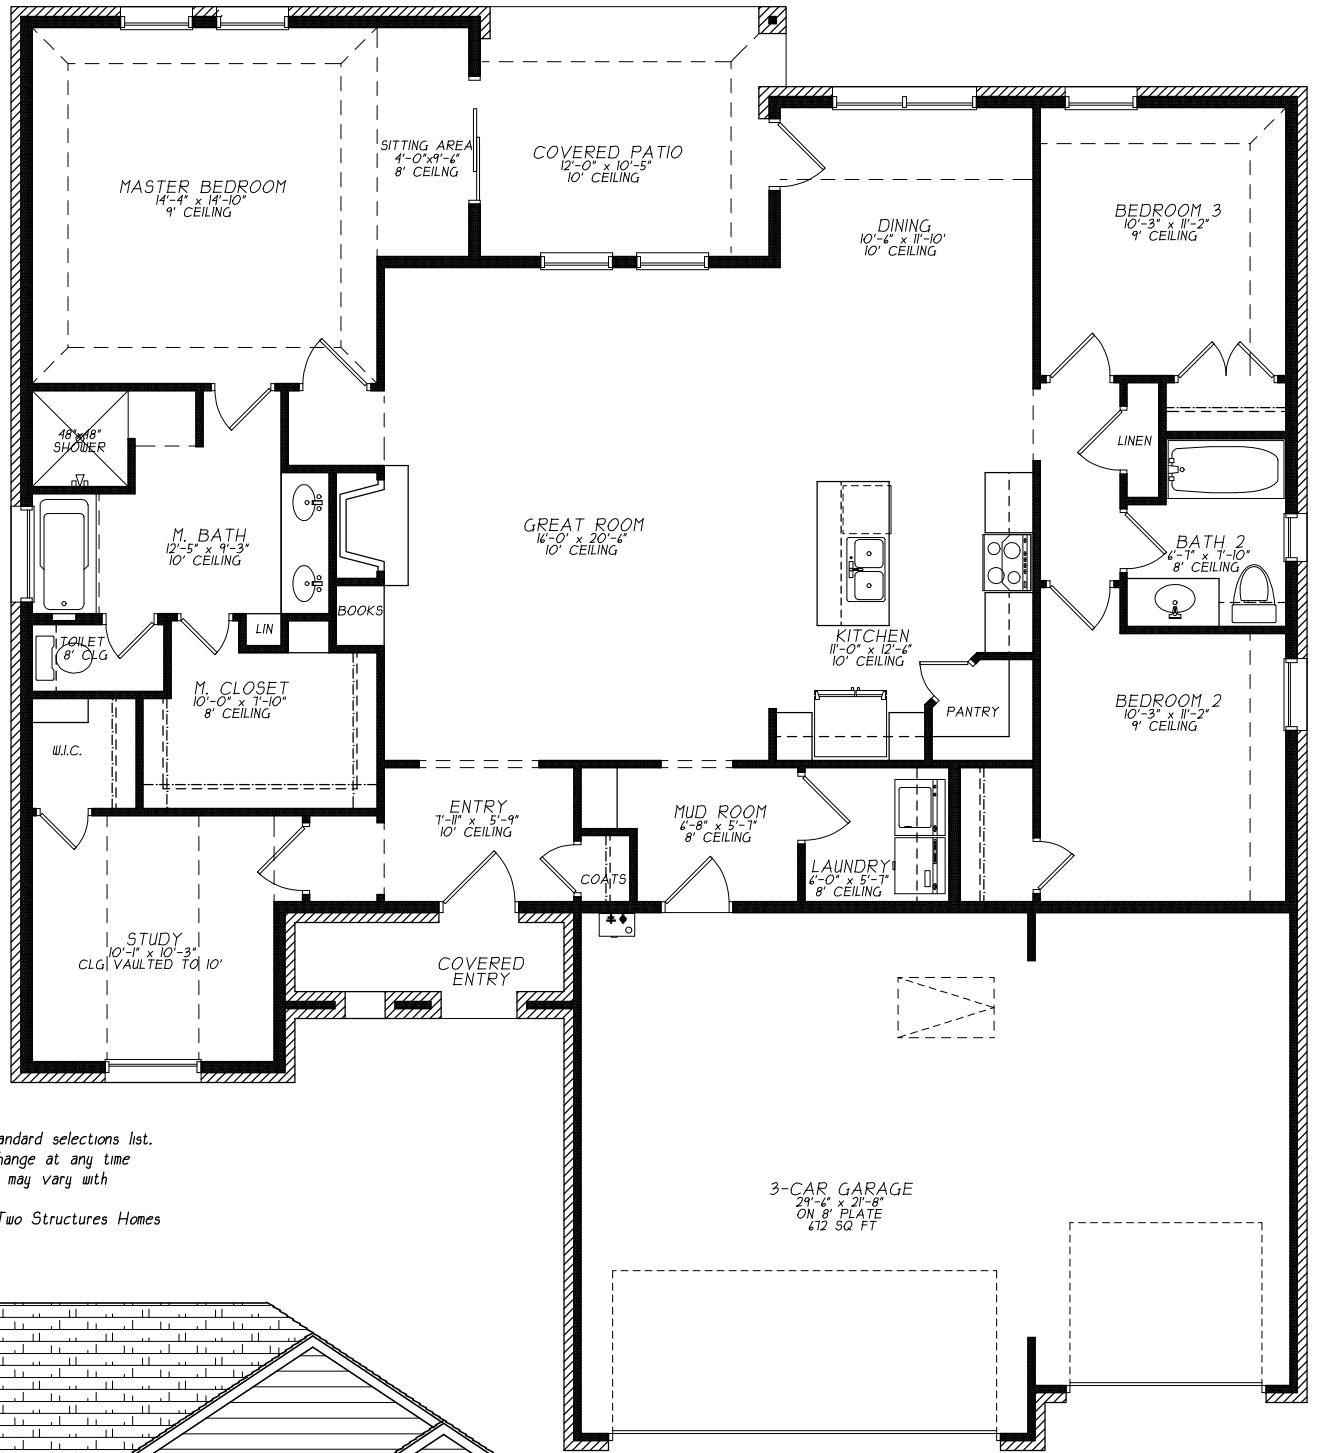 SITTING AREA
4'-0"x9'-6"
8' CEILNG
COVERED PATIO
12'-0" x 10'-5"
10' CEILING
MASTER BEDROOM
14'-4" x 14'-10"
9' CEILING
DINING
10'-6" x 11'-10'
10' CEILING
BEDROOM 3
10'-3" x 11'-2"
9' CEILING
48"x48"
SHOWER
LINEN
M. BATH
12'-5" x 9'-3"
10' CEILING
GREAT ROOM
16'-0' x 20'-6"
10' CEILING
BATH 2
6'-7" x 7'-10"
8' CEILING
BOOKS
LIN
TOILET
8' CLG
KITCHEN
11'-0" x 12'-6"
10' CEILING
M. CLOSET
10'-0" x 7'-10"
8' CEILING
PANTRY
BEDROOM 2
10'-3" x 11'-2"
9' CEILING
W.I.C.
ENTRY
7'-11" x 5'-9"
10' CEILING
MUD ROOM
6'-8" x 5'-7"
8' CEILING
LAUNDRY
6'-0" x 5'-7"
8' CEILING
COATS
STUDY
10'-1" x 10'-3"
CLG VAULTED TO 10'
COVERED
ENTRY
andard selections list.
hange at any time
may vary with
Two Structures Homes
3-CAR GARAGE
29'-6" x 21'-8"
ON 8' PLATE
672 SQ FT